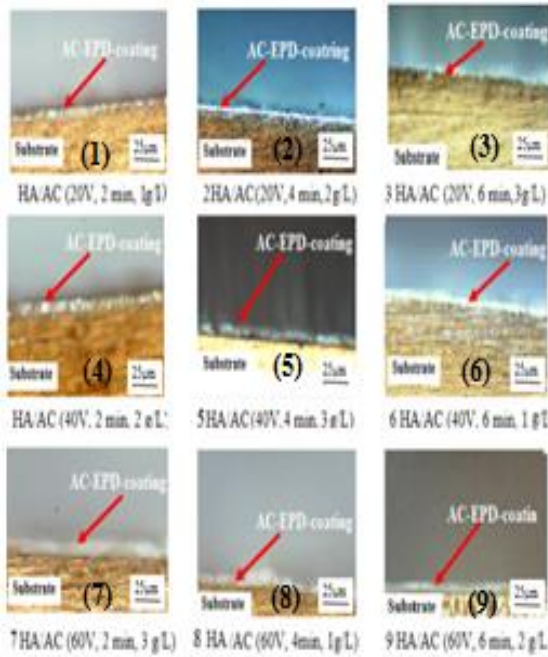 AC-EPD-coating
Substrate
(1)
25µm
HA/AC (20V, 2 min, 1g/l)
AC-EPD-coatring
Substrate
(2)
25µm
2HA/AC(20V, 4 min,2g/L)
AC-EPD-coating
Substrate
(3)
25µm
3 HA/AC (20V, 6 min,3g/L)
AC-EPD-coating
Substrate
(4)
25µm
HA/AC (40V, 2 min, 2 g/L)
AC-EPD-coating
Substrate
(5)
25µm
5HA/AC(40V, 4 min, 3 g/L)
AC-EPD-coating
Substrate
(6)
25µm
6 HA/AC (40V, 6 min, 1 g/L
AC-EPD-coating
Substrate
(7)
25µm
7 HA/AC (60V, 2 min, 3 g/L)
AC-EPD-coating
Substrate
(8)
25µm
8 HA/AC (60V, 4min, 1g/L)
AC-EPD-coatin
Substrate
(9)
25µm
9 HA/AC (60V, 6 min, 2 g/L